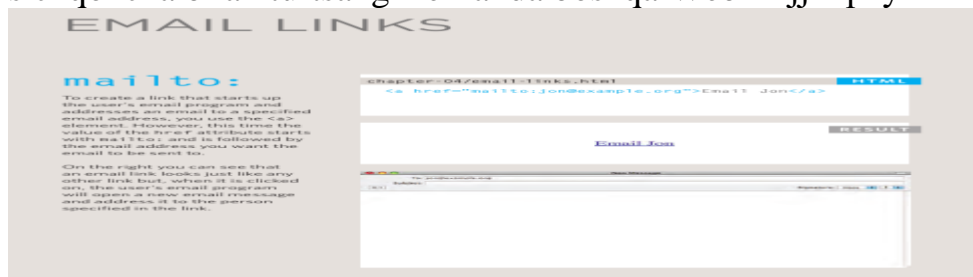 EMAIL LINKS
mailto:
To create a link that starts up
the user's email program and
addresses an email to a specified
email address, you use the <a>
element. However, this time the
value of the href attribute starts
with mailto: and is followed by
the email address you want the
email to be sent to.
On the right you can see that
an email link looks just like any
other link but, when it is clicked
on, the user's email program
will open a new email message
and address it to the person
specified in the link.
chapter-04/email-links.html HTML
<a href="mailto:jon@example.org">Email Jon</a>
RESULT
Email Jon
New Message
To: jon@example.org
Subject: